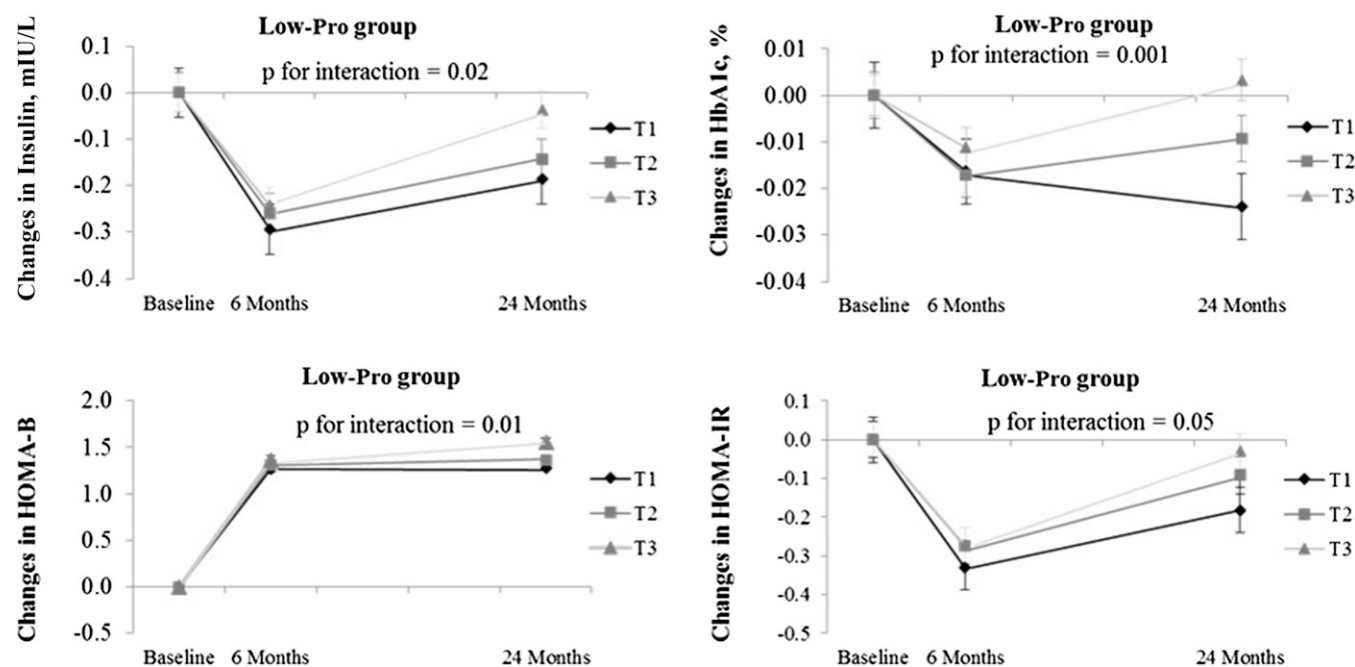 Low-Pro group
p for interaction = 0.02
Changes in Insulin, mIU/L
0.1
0.0
-0.1
-0.2
-0.3
-0.4
Baseline 6 Months 24 Months
T1
T2
T3
Low-Pro group
p for interaction = 0.001
Changes in HbA1c, %
0.01
0.00
-0.01
-0.02
-0.03
-0.04
Baseline 6 Months 24 Months
T1
T2
T3
Low-Pro group
p for interaction = 0.01
Changes in HOMA-B
2.0
1.5
1.0
0.5
0.0
-0.5
Baseline 6 Months 24 Months
T1
T2
T3
Low-Pro group
p for interaction = 0.05
Changes in HOMA-IR
0.1
0.0
-0.1
-0.2
-0.3
-0.4
-0.5
Baseline 6 Months 24 Months
T1
T2
T3